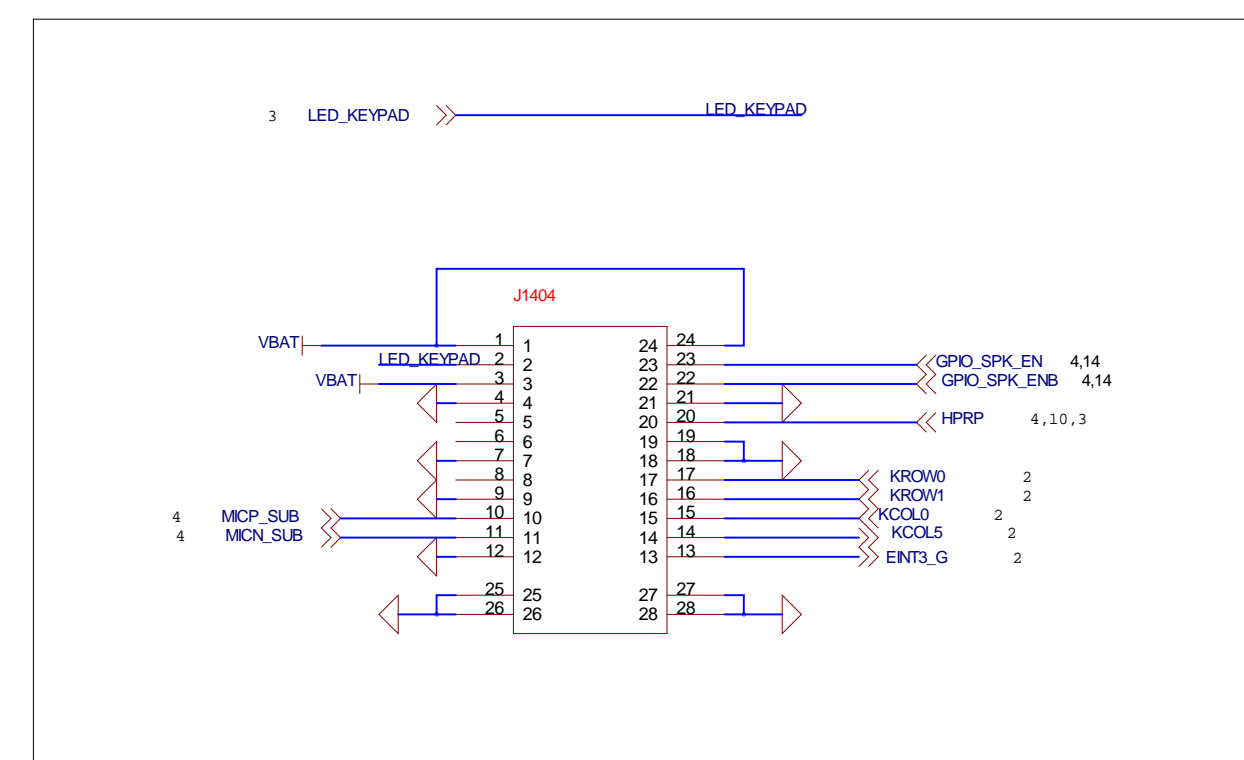 3 LED_KEYPAD LED_KEYPAD
J1404
VBAT 1 1 24 24
LED_KEYPAD 2 2 23 23 GPIO_SPK_EN 4,14
VBAT 3 3 22 22 GPIO_SPK_ENB 4,14
4 4 21 21
5 5 20 20 HPRP 4,10,3
6 6 19 19
7 7 18 18
8 8 17 17 KROW0 2
9 9 16 16 KROW1 2
4 MICP_SUB 10 10 15 15 KCOL0 2
4 MICN_SUB 11 11 14 14 KCOL5 2
12 12 13 13 EINT3_G 2
25 25 27 27
26 26 28 28